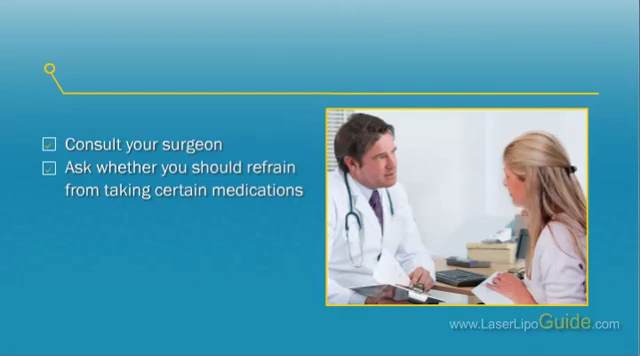 Consult your surgeon
Ask whether you should refrain
from taking certain medications
www.LaserLipoGuide.com